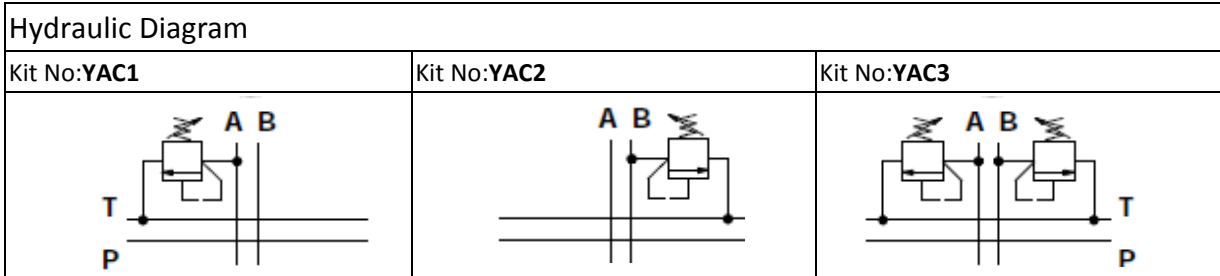 Hydraulic Diagram
Kit No:YAC1
Kit No:YAC2
Kit No:YAC3
A B
A B
A B
T
T
P
P